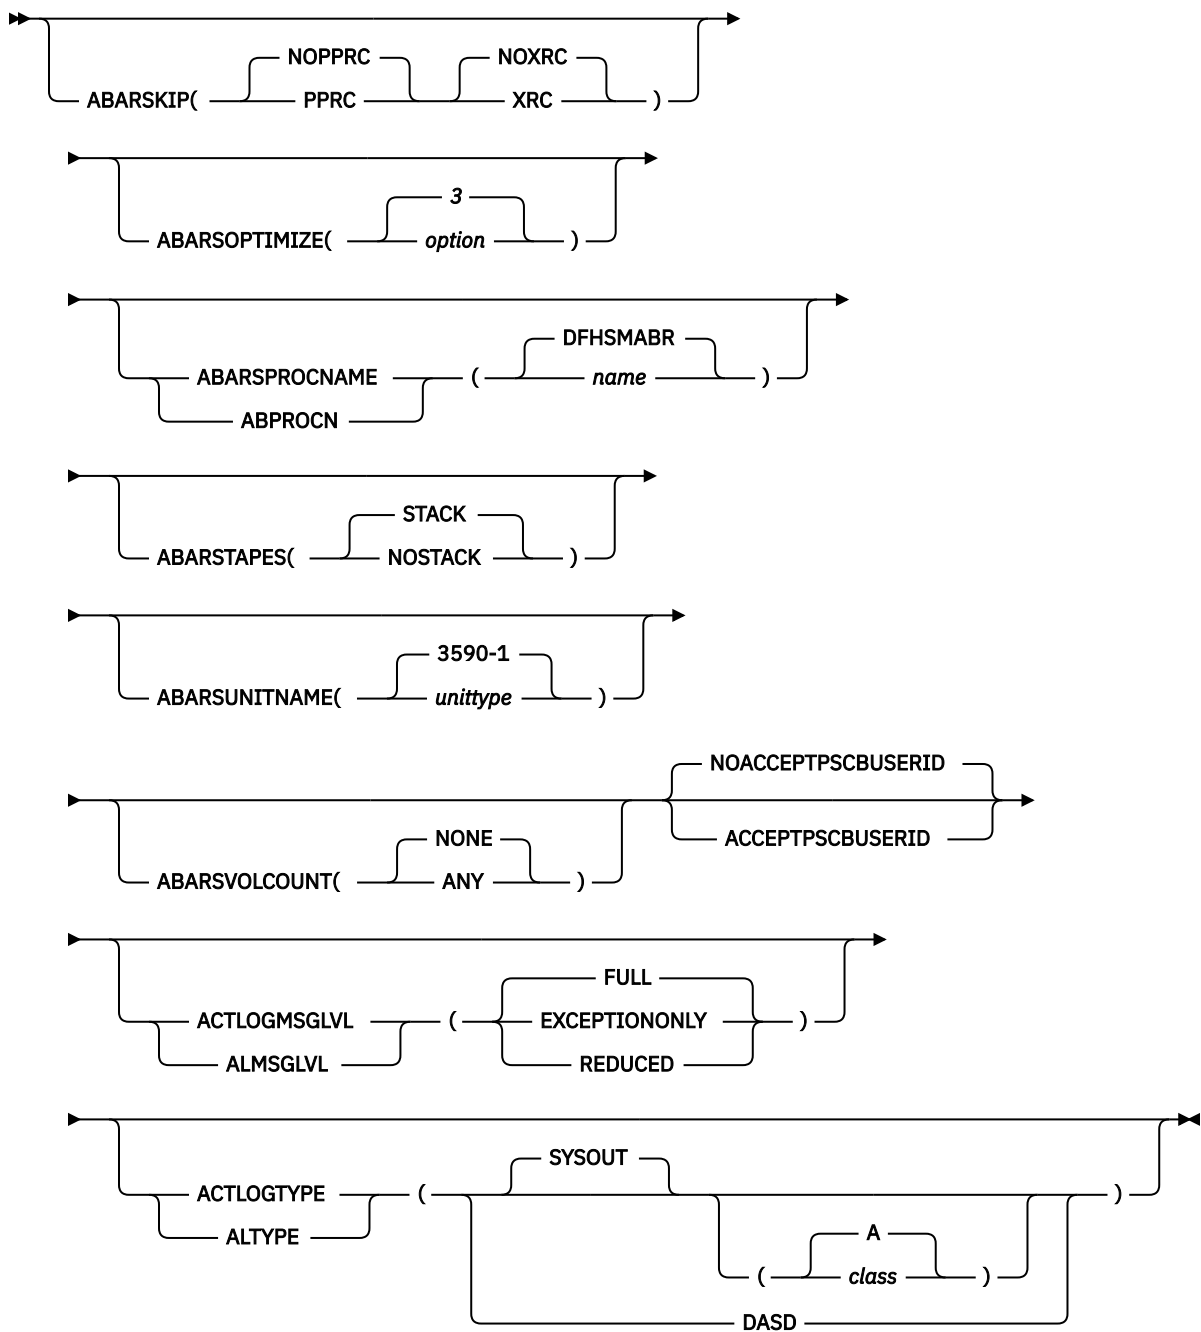 NOPPRC NOXRC
ABARSKIP( PPRC XRC )
3
ABARSOPTIMIZE( option )
DFHSMABR
ABARSPROCNAME ( name )
ABPROCN
STACK
ABARSTAPES( NOSTACK )
3590-1
ABARSUNITNAME( unittype )
NOACCEPTPSCBUSERID
NONE ACCEPTPSCBUSERID
ABARSVOLCOUNT( ANY )
FULL
ACTLOGMSGLVL ( EXCEPTIONONLY )
ALMSGLVL REDUCED
SYSOUT
ACTLOGTYPE ( )
ALTYPE A
( class )
DASD